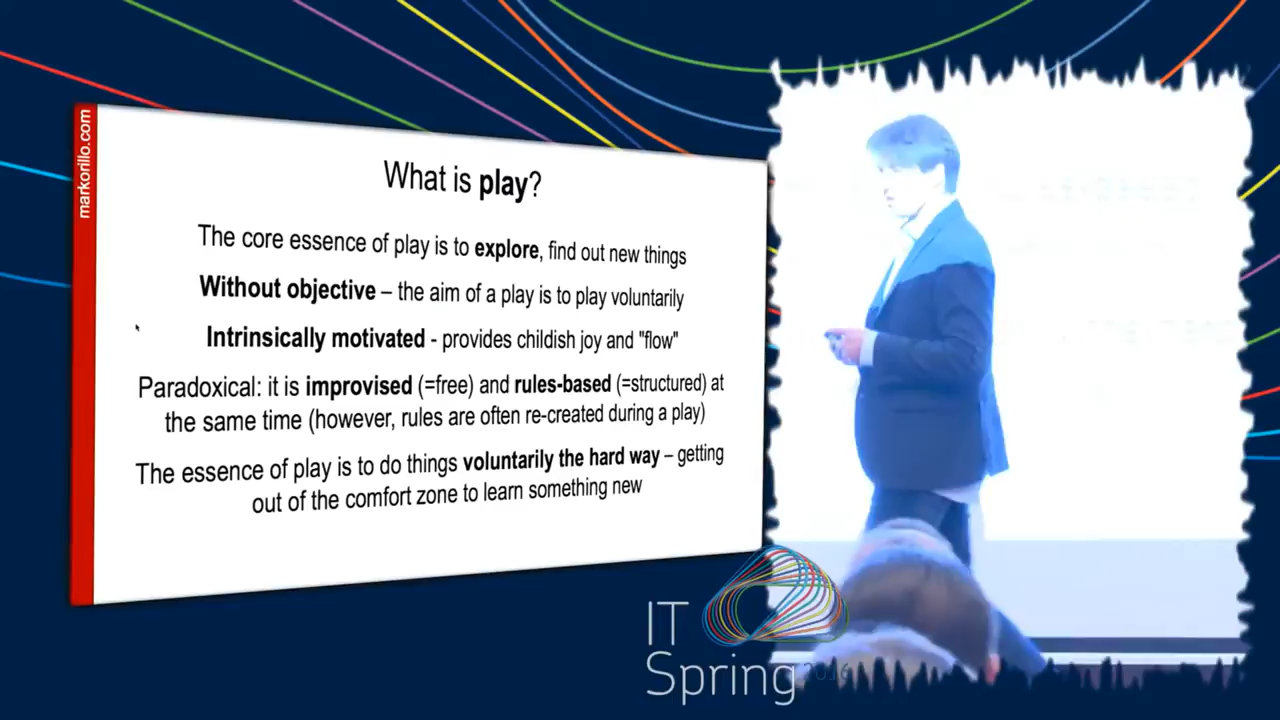 markorillo.com
What is play?
The core essence of play is to explore, find out new things
Without objective – the aim of a play is to play voluntarily
Intrinsically motivated - provides childish joy and "flow"
Paradoxical: it is improvised (=free) and rules-based (=structured) at
the same time (however, rules are often re-created during a play)
The essence of play is to do things voluntarily the hard way – getting
out of the comfort zone to learn something new
IT
Spring 2016